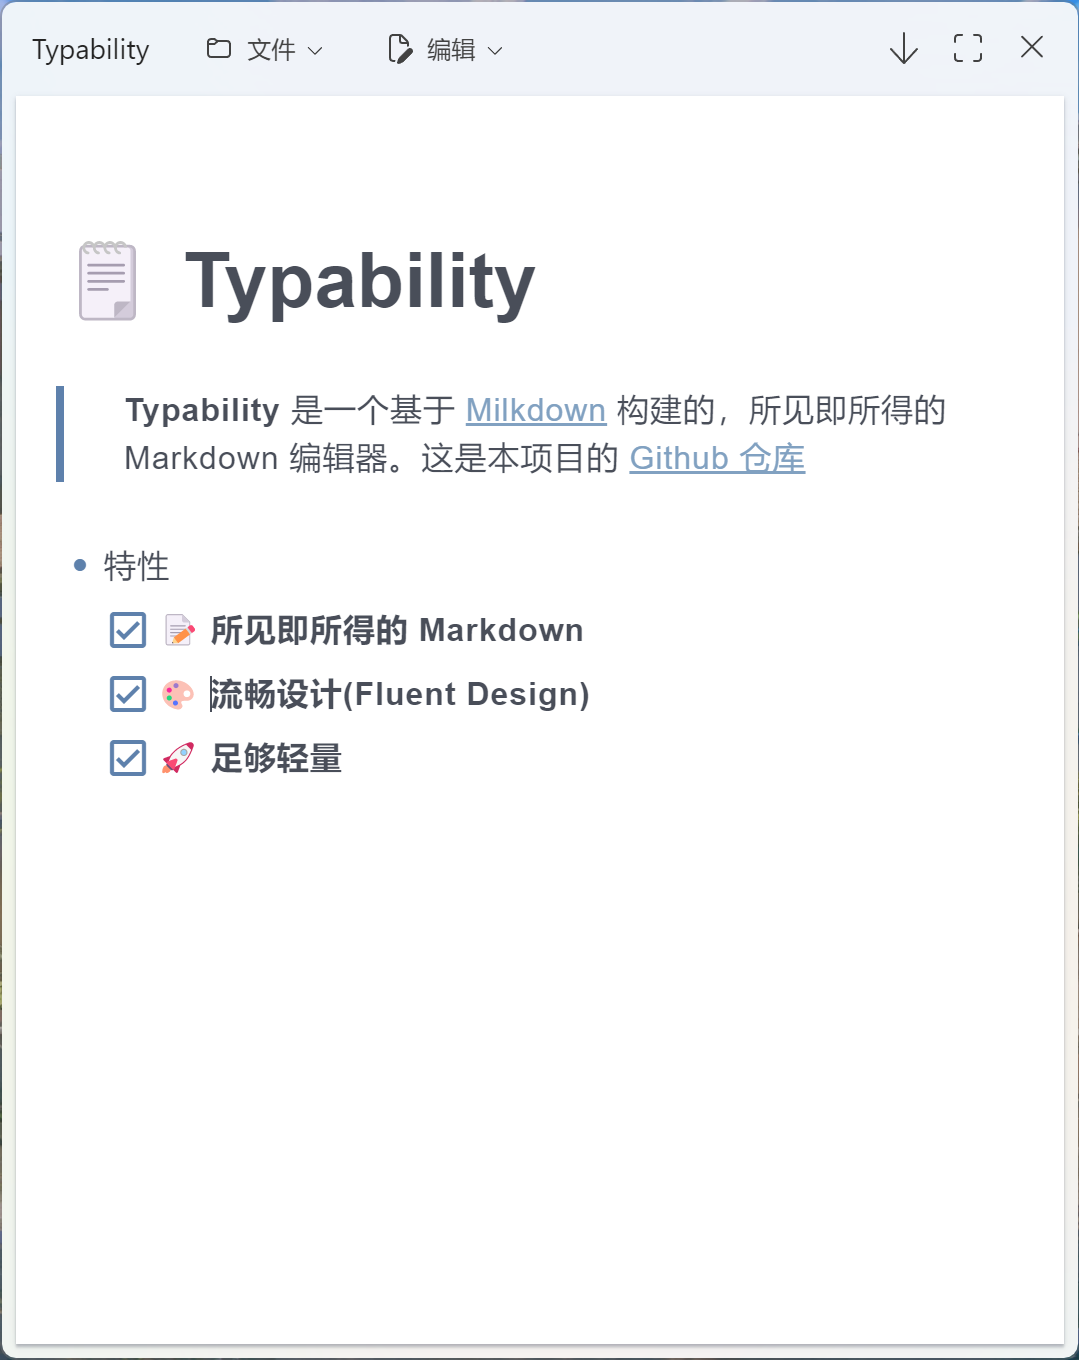 Typability 文件 编辑
Typability
Typability 是一个基于 Milkdown 构建的，所见即所得的
Markdown 编辑器。这是本项目的 Github 仓库
特性
所见即所得的 Markdown
流畅设计(Fluent Design)
足够轻量